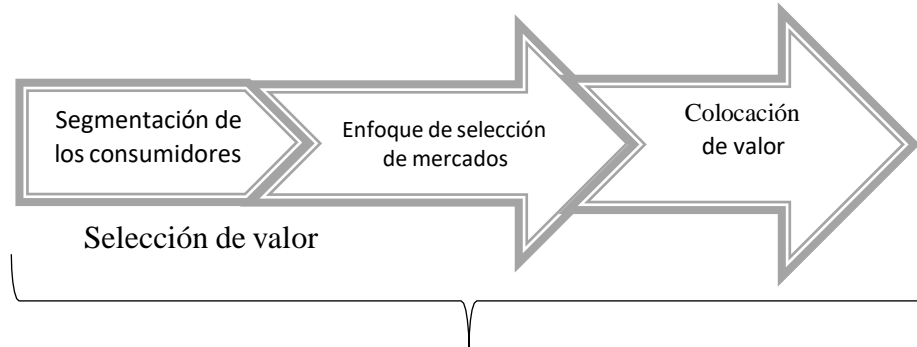 Segmentación de
los consumidores
Enfoque de selección
de mercados
Colocación
de valor
Selección de valor